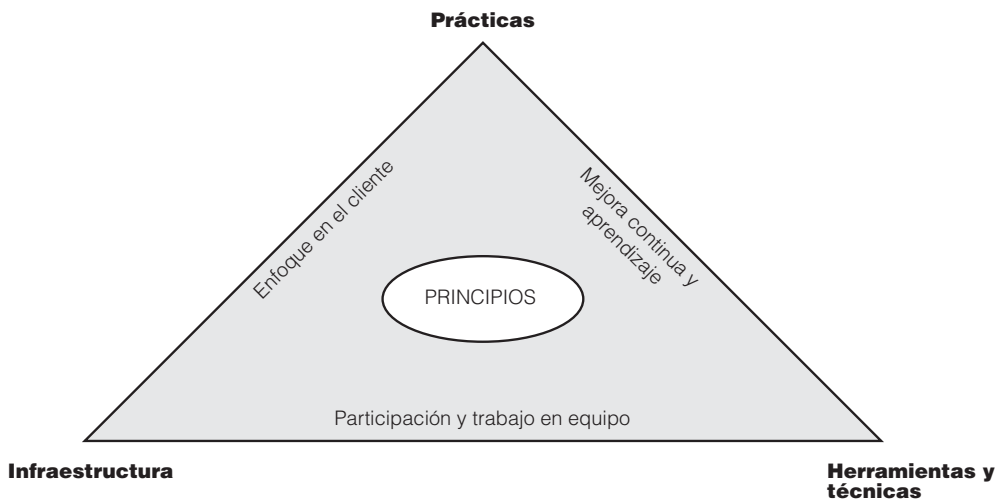 Prácticas
Enfoque en el cliente
Mejora continua y
aprendizaje
PRINCIPIOS
Participación y trabajo en equipo
Infraestructura
Herramientas y
técnicas